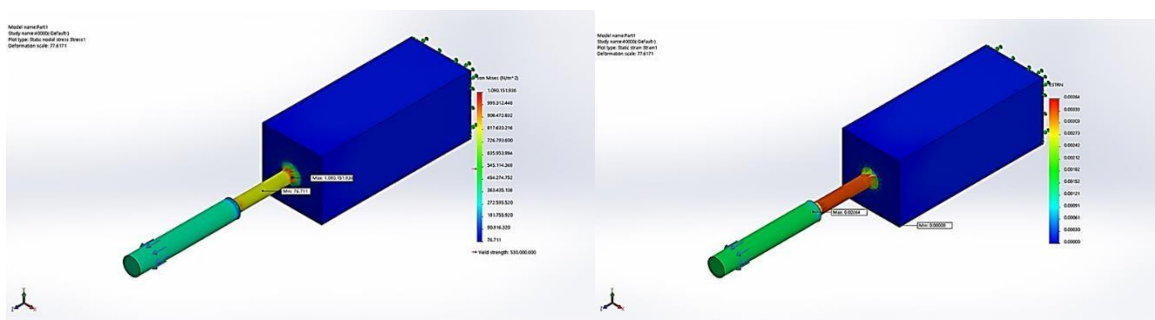 Model name:Part1
Study name:40000(-Default-)
Plot type: Static nodal stress Stress1
Deformation scale: 77.6171
von Mises (N/m^2)
1.090.151.936
999.312.448
908.472.832
817.633.216
726.793.600
635.953.984
545.114.240
454.274.752
363.435.136
272.595.520
181.755.920
90.916.320
76.711
Yield strength: 530.000.000
Max: 1.090.151.936
Min: 76.711
Model name:Part1
Study name:40000(-Default-)
Plot type: Static strain Strain1
Deformation scale: 77.6171
ESTRN
0.00364
0.00303
0.00273
0.00243
0.00212
0.00182
0.00152
0.00121
0.00091
0.00061
0.00030
0.00000
Max: 0.00364
Min: 0.00000